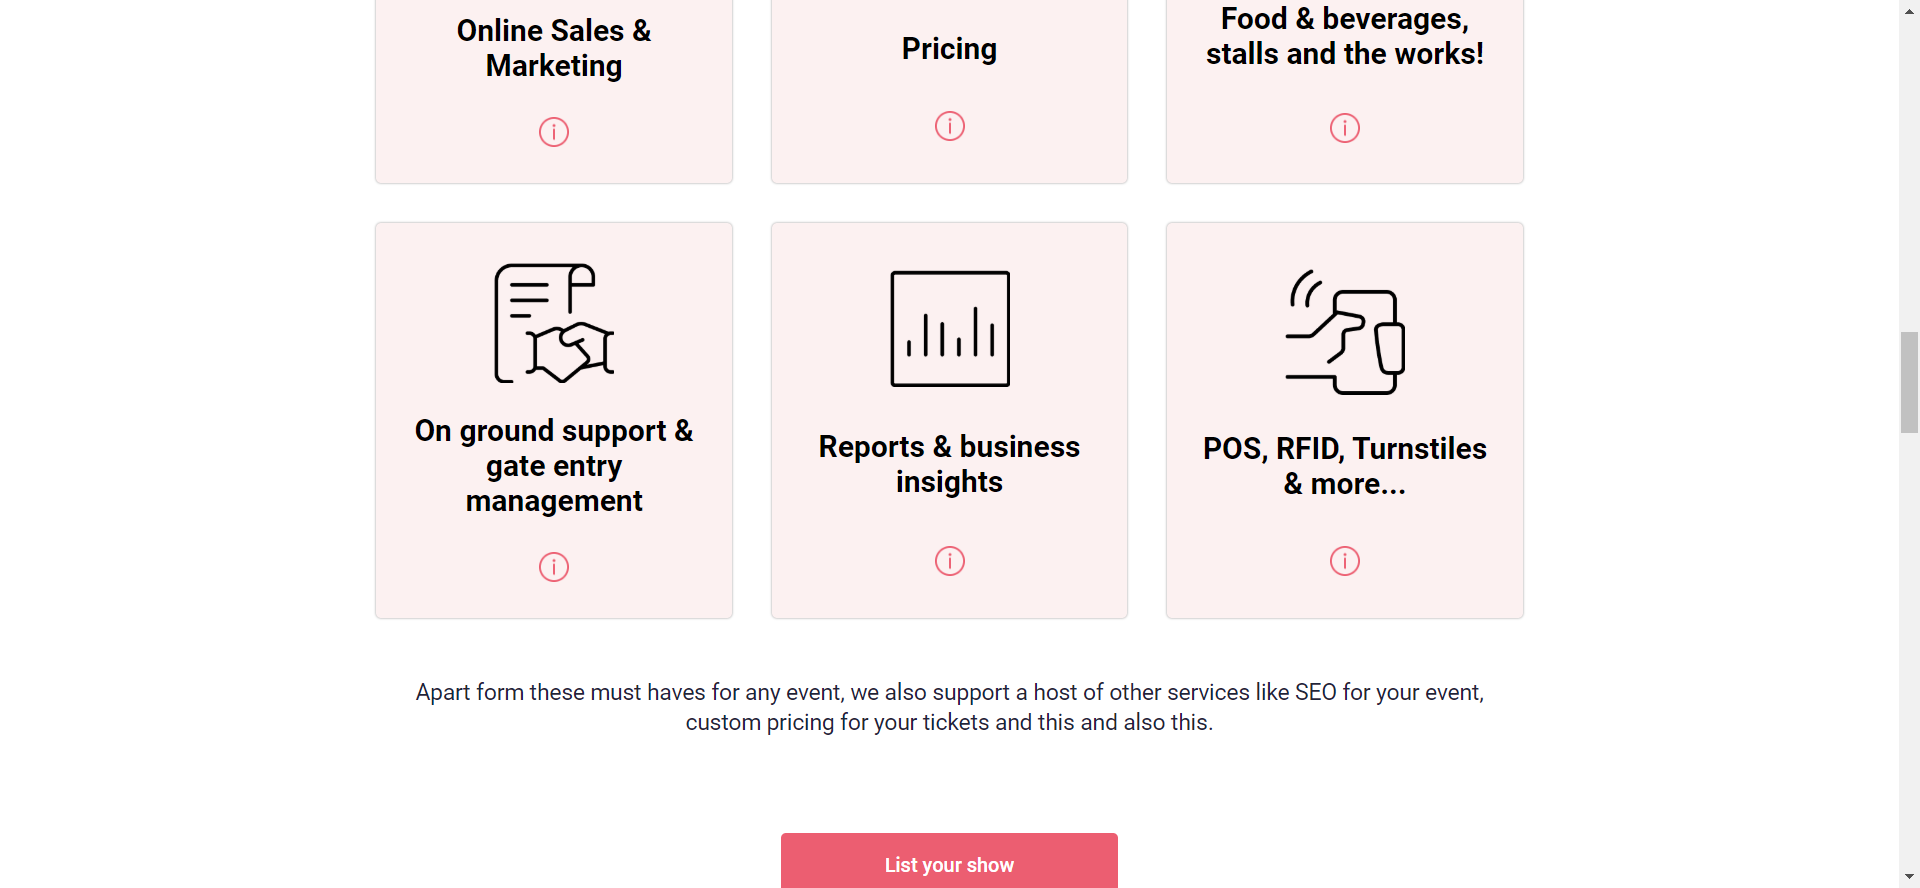 Online Sales &
Marketing
Pricing
Food & beverages,
stalls and the works!
On ground support &
gate entry
management
Reports & business
insights
POS, RFID, Turnstiles
& more...
Apart form these must haves for any event, we also support a host of other services like SEO for your event,
custom pricing for your tickets and this and also this.
List your show